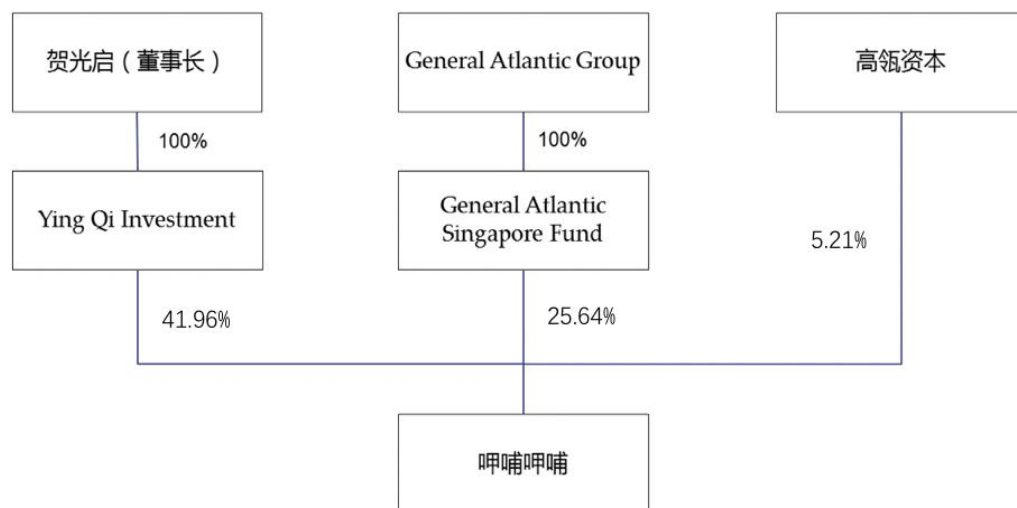 贺光启（董事长）
General Atlantic Group
高瓴资本
100%
100%
Ying Qi Investment
General Atlantic
Singapore Fund
5.21%
41.96%
25.64%
呷哺呷哺